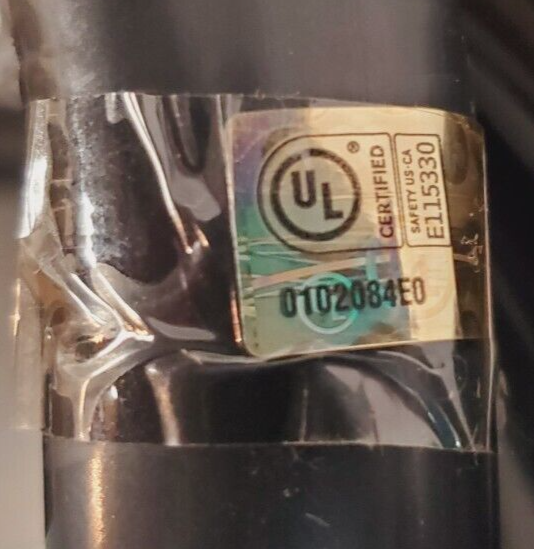 UL®
CERTIFIED
SAFETY US·CA
E115330
0102084E0